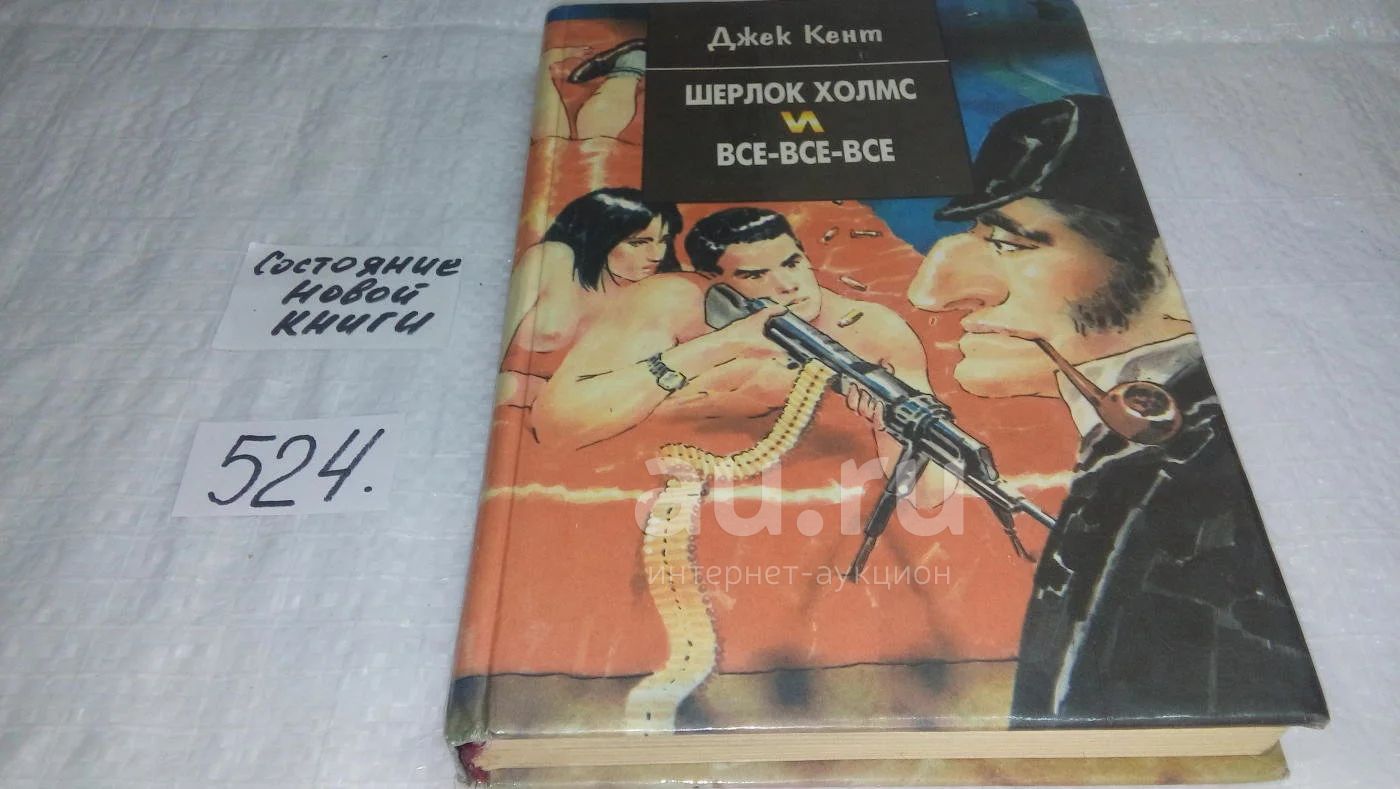 Джек Кент
ШЕРЛОК ХОЛМС
И
ВСЕ-ВСЕ-ВСЕ
Состояние
новой
книги
524.
au.ru
интернет-аукцион